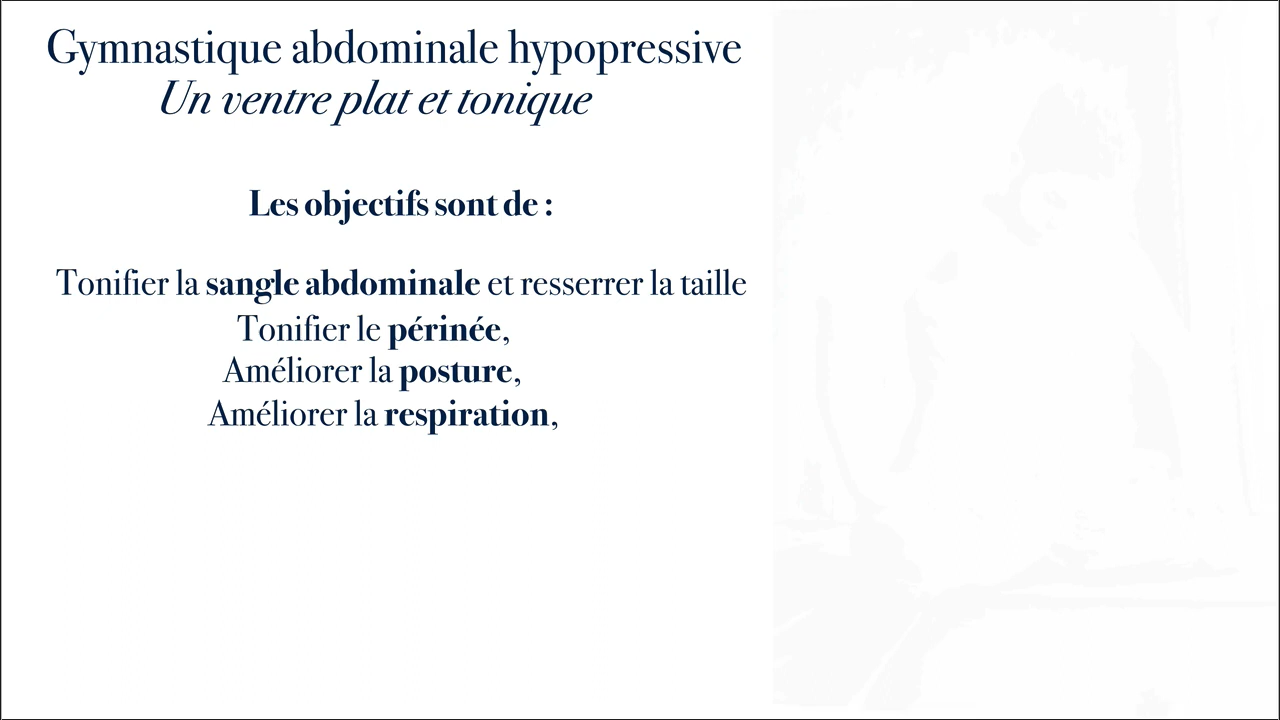 Gymnastique abdominale hypopressive
Un ventre plat et tonique
Les objectifs sont de :
Tonifier la sangle abdominale et resserrer la taille
Tonifier le périnée,
Améliorer la posture,
Améliorer la respiration,